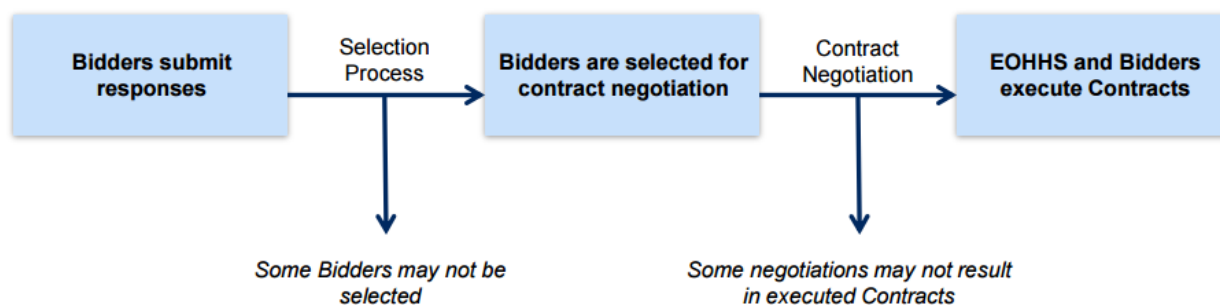 Bidders submit
responses
Selection
Process
Bidders are selected for
contract negotiation
Contract
Negotiation
EOHHS and Bidders
execute Contracts
Some Bidders may not be
selected
Some negotiations may not result
in executed Contracts